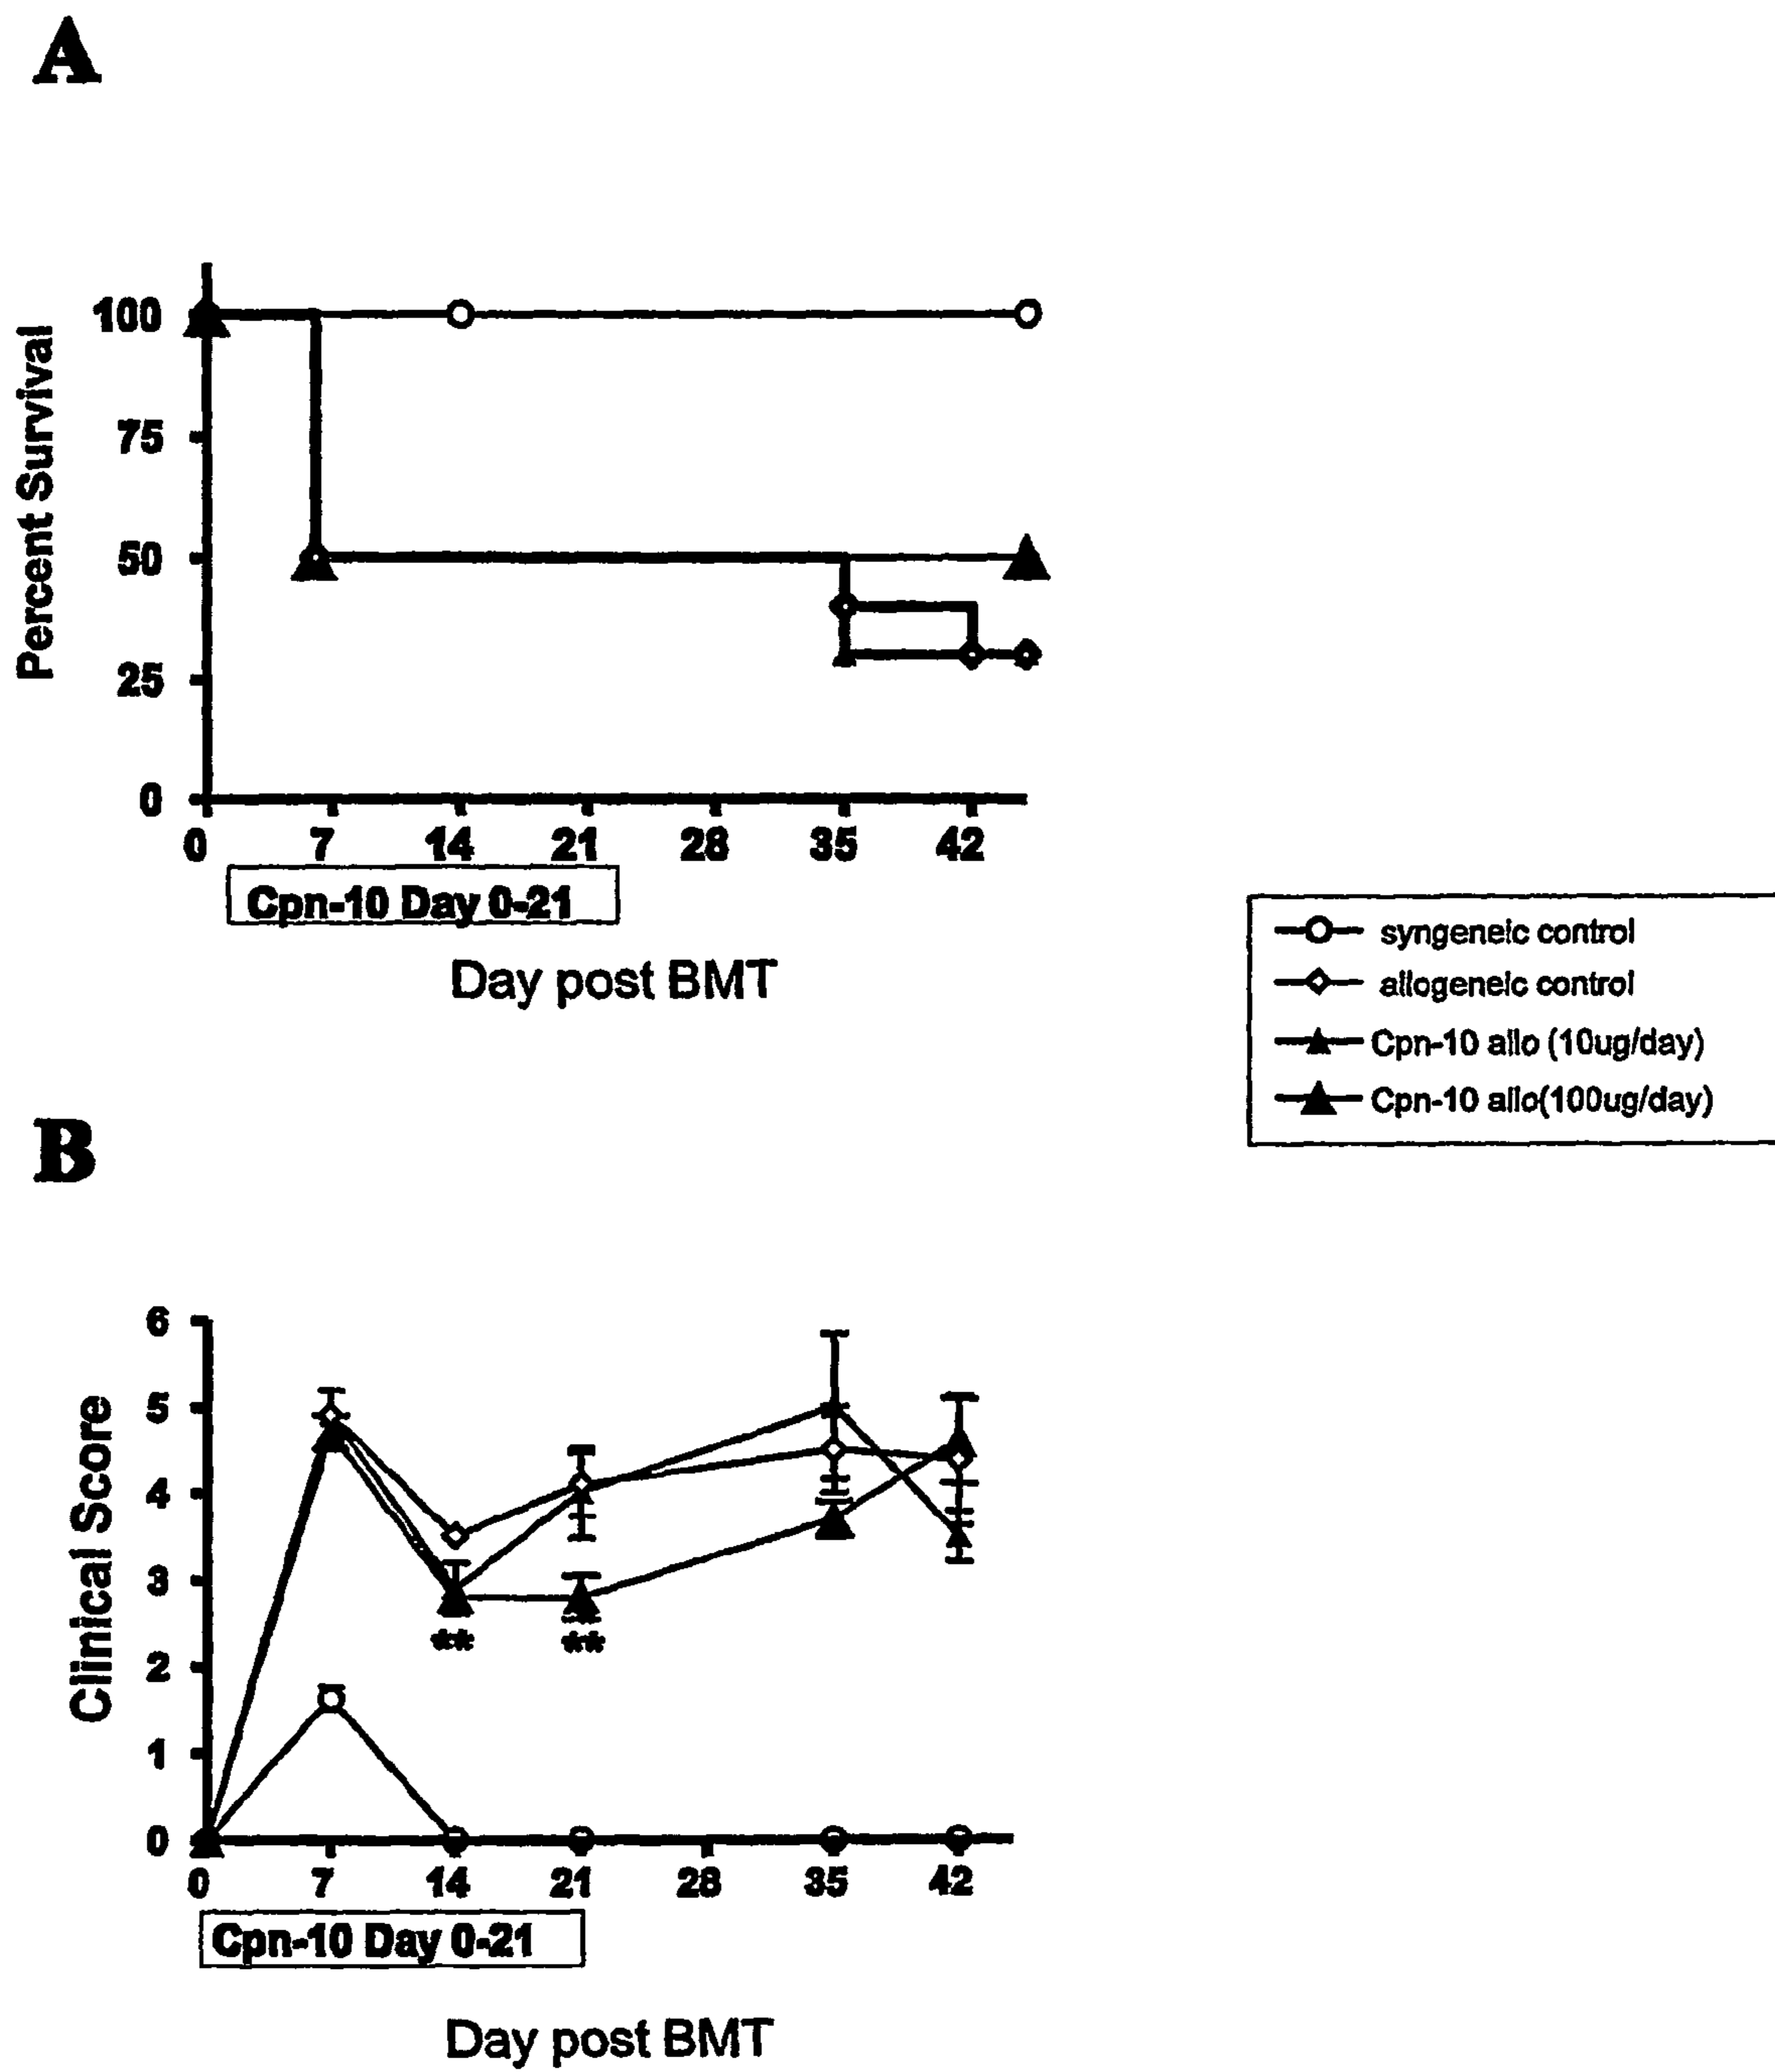 A
Percent Survival
100
75
50
25
0
0 7 14 21 28 35 42
Cpn-10 Day 0-21
Day post BMT
syngeneic control
allogeneic control
Cpn-10 allo (10ug/day)
Cpn-10 allo(100ug/day)
B
Clinical Score
6
5
4
3
2
1
0
** **
0 7 14 21 28 35 42
Cpn-10 Day 0-21
Day post BMT